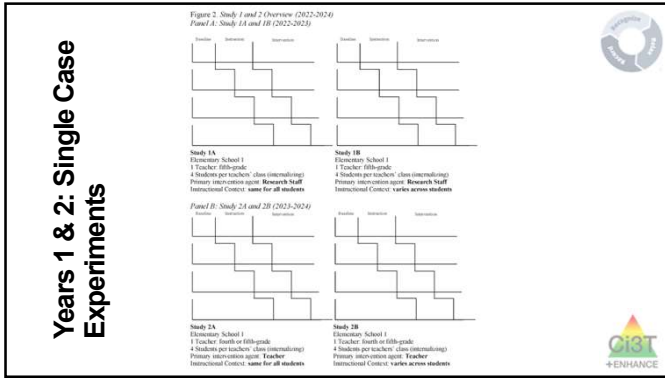 Years 1 & 2: Single Case
Experiments
Figure 2. Study 1 and 2 Overview (2022-2024)
Panel A: Study 1A and 1B (2022-2023)
Baseline Instruction Intervention
Baseline Instruction Intervention
Study 1A
Elementary School 1
1 Teacher: fifth-grade
4 Students per teachers' class (internalizing)
Primary intervention agent: Research Staff
Instructional Context: same for all students
Study 1B
Elementary School 1
1 Teacher: fifth-grade
4 Students per teachers' class (internalizing)
Primary intervention agent: Research Staff
Instructional Context: varies across students
Panel B: Study 2A and 2B (2023-2024)
Baseline Instruction Intervention
Baseline Instruction Intervention
Study 2A
Elementary School 1
1 Teacher: fourth or fifth-grade
4 Students per teachers' class (internalizing)
Primary intervention agent: Teacher
Instructional Context: same for all students
Study 2B
Elementary School 1
1 Teacher: fourth or fifth-grade
4 Students per teachers' class (internalizing)
Primary intervention agent: Teacher
Instructional Context: varies across students
Recognize
Relax
Ci3T
+ENHANCE